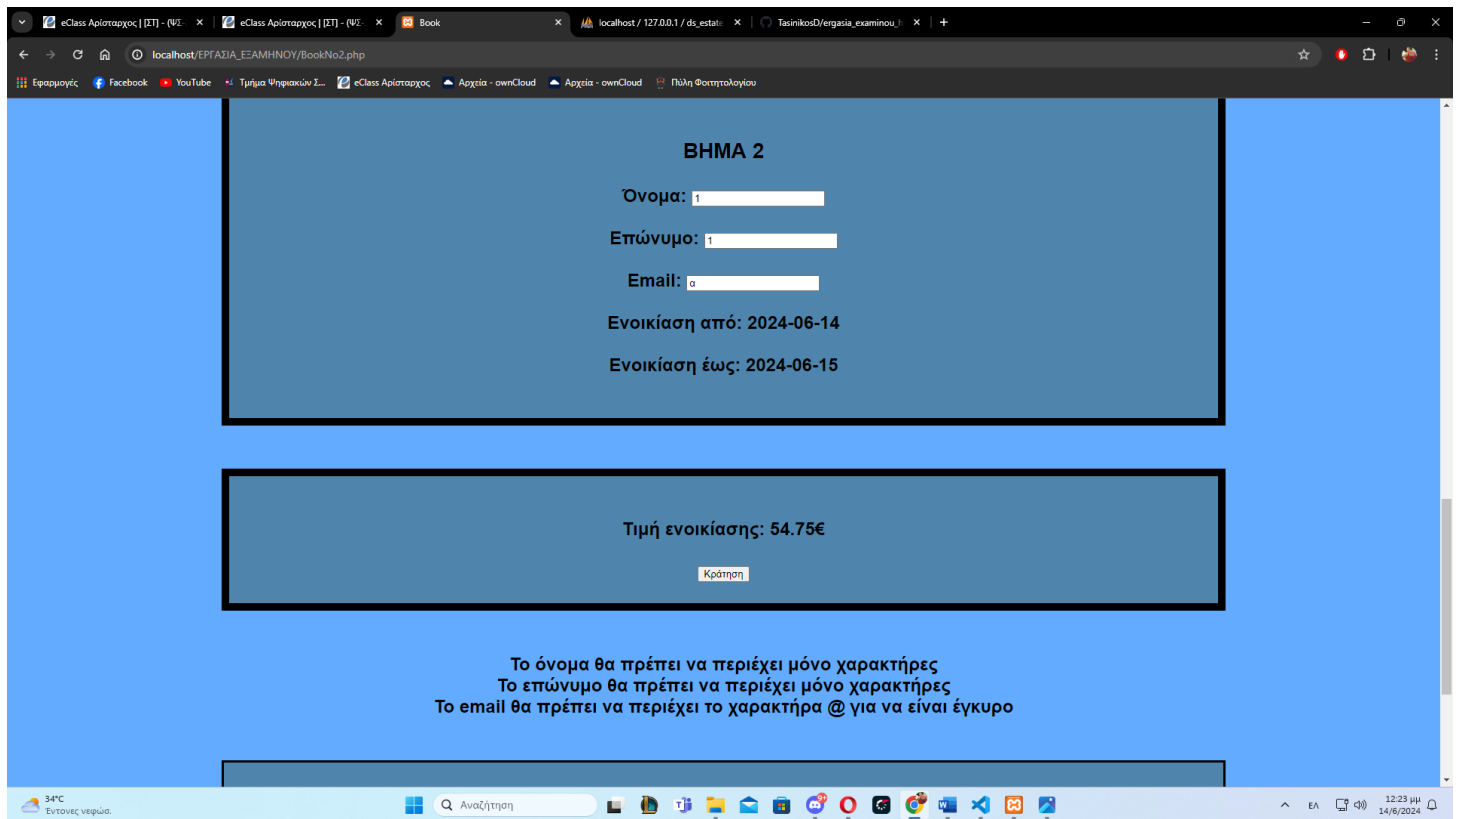 eClass Αρίσταρχος | [ΣΤ] - (ΨΣ-
eClass Αρίσταρχος | [ΣΤ] - (ΨΣ-
Book
localhost / 127.0.0.1 / ds_estate
TasinikosD/ergasia_examinou_h
localhost/ΕΡΓΑΣΙΑ_ΕΞΑΜΗΝΟΥ/BookNo2.php
Εφαρμογές
Facebook
YouTube
Τμήμα Ψηφιακών Σ...
eClass Αρίσταρχος
Αρχεία - ownCloud
Αρχεία - ownCloud
Πύλη Φοιτητολογίου
ΒΗΜΑ 2
Όνομα: 1
Επώνυμο: 1
Email: α
Ενοικίαση από: 2024-06-14
Ενοικίαση έως: 2024-06-15
Τιμή ενοικίασης: 54.75€
Κράτηση
Το όνομα θα πρέπει να περιέχει μόνο χαρακτήρες
Το επώνυμο θα πρέπει να περιέχει μόνο χαρακτήρες
Το email θα πρέπει να περιέχει το χαρακτήρα @ για να είναι έγκυρο
34°C
Έντονες νεφώσ.
Αναζήτηση
ΕΛ
12:23 μμ
14/6/2024